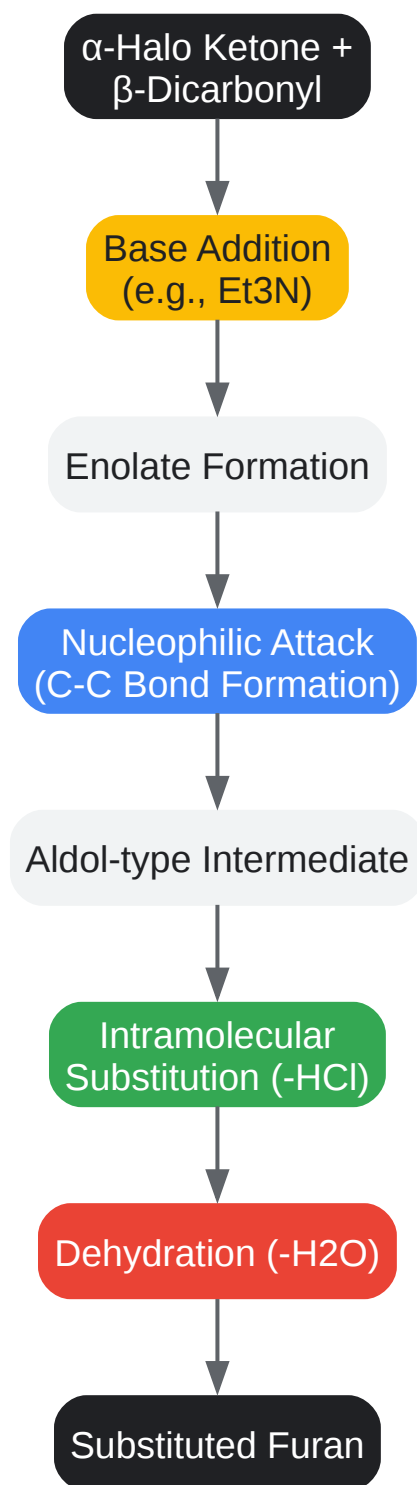 α-Halo Ketone +
β-Dicarbonyl
Base Addition
(e.g., Et3N)
Enolate Formation
Nucleophilic Attack
(C-C Bond Formation)
Aldol-type Intermediate
Intramolecular
Substitution (-HCl)
Dehydration (-H2O)
Substituted Furan